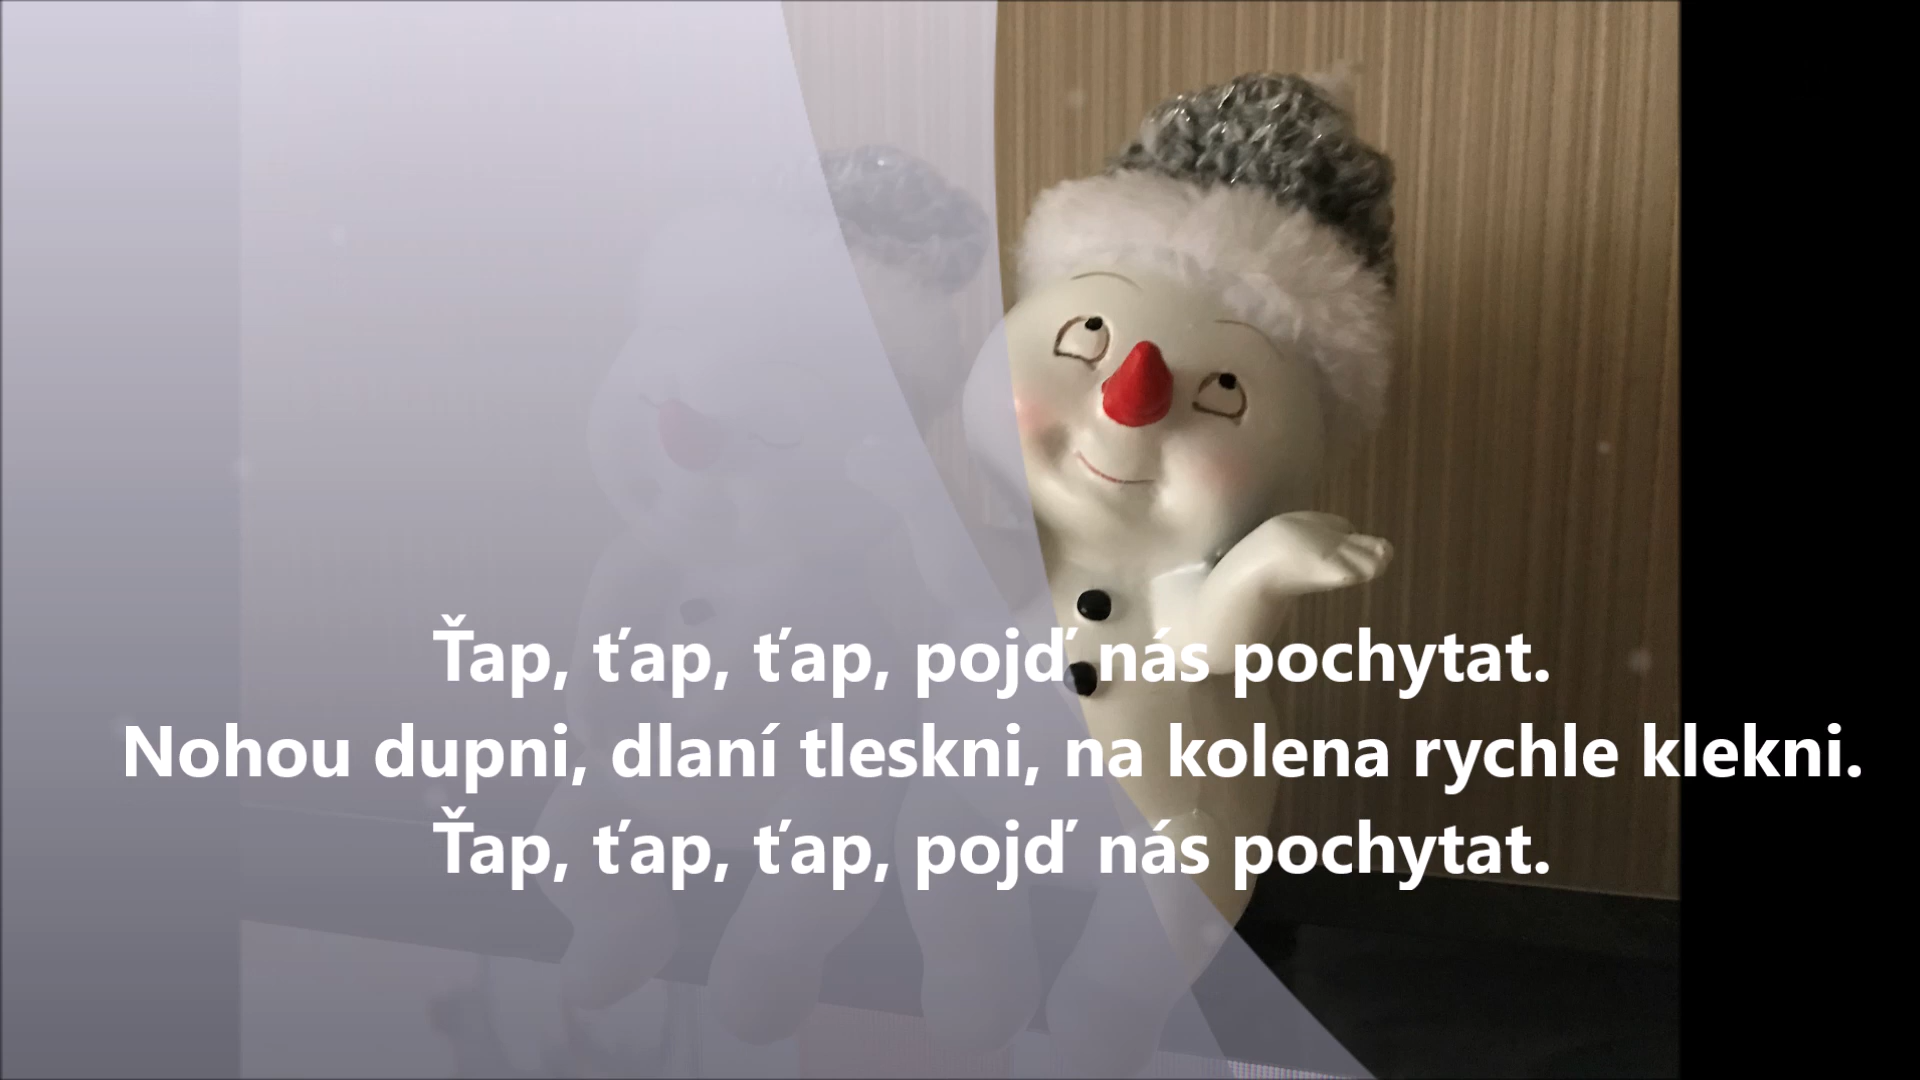 Ťap, ťap, ťap, pojď nás pochytat.
Nohou dupni, dlaní tleskni, na kolena rychle klekni.
Ťap, ťap, ťap, pojď nás pochytat.